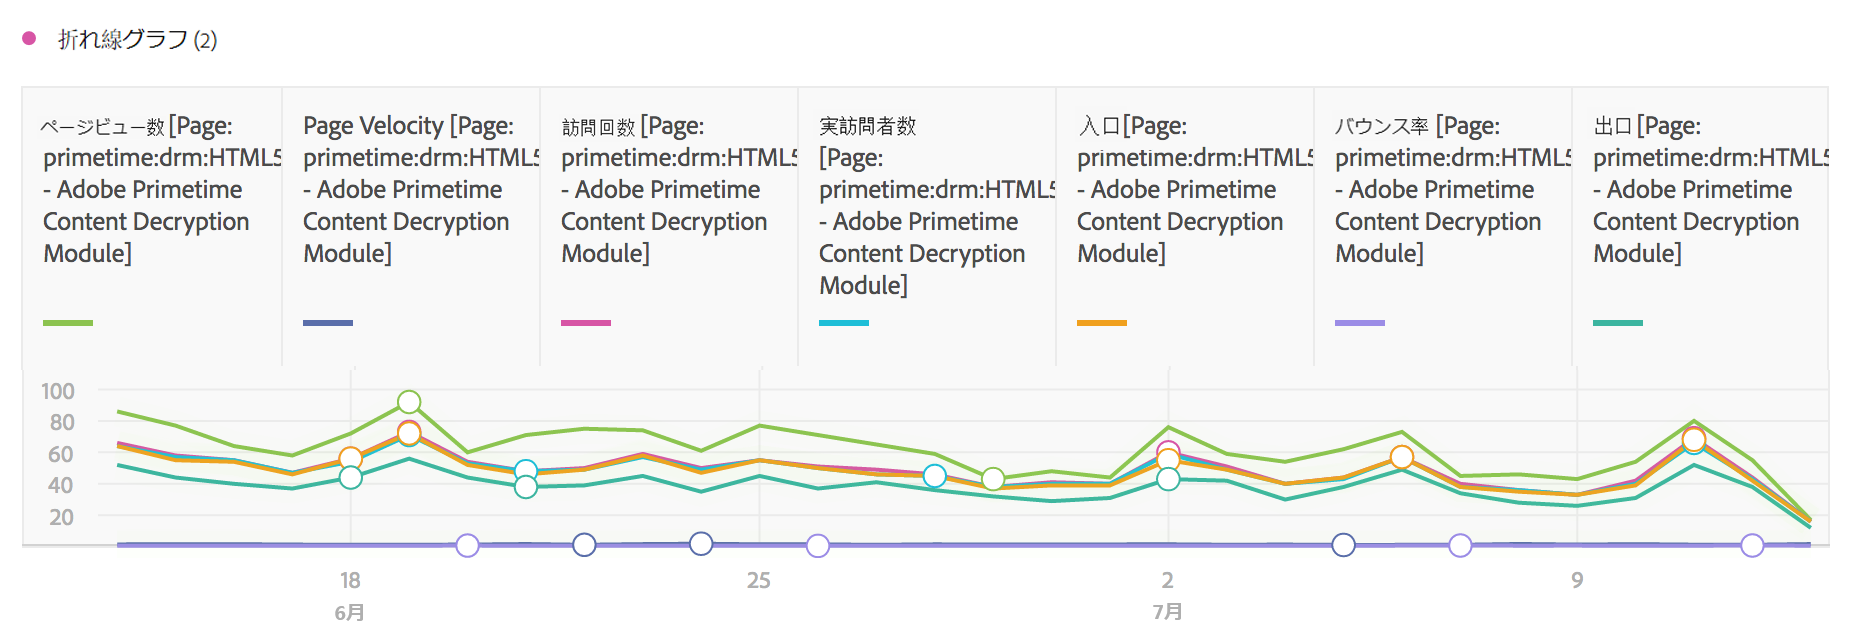 折れ線グラフ (2)
ページビュー数 [Page:
primetime:drm:HTML5
- Adobe Primetime
Content Decryption
Module]
Page Velocity [Page:
primetime:drm:HTML5
- Adobe Primetime
Content Decryption
Module]
訪問回数 [Page:
primetime:drm:HTML5
- Adobe Primetime
Content Decryption
Module]
実訪問者数
[Page:
primetime:drm:HTML5
- Adobe Primetime
Content Decryption
Module]
入口[Page:
primetime:drm:HTML5
- Adobe Primetime
Content Decryption
Module]
バウンス率 [Page:
primetime:drm:HTML5
- Adobe Primetime
Content Decryption
Module]
出口 [Page:
primetime:drm:HTML5
- Adobe Primetime
Content Decryption
Module]
100
80
60
40
20
18
25
2
9
6月
7月